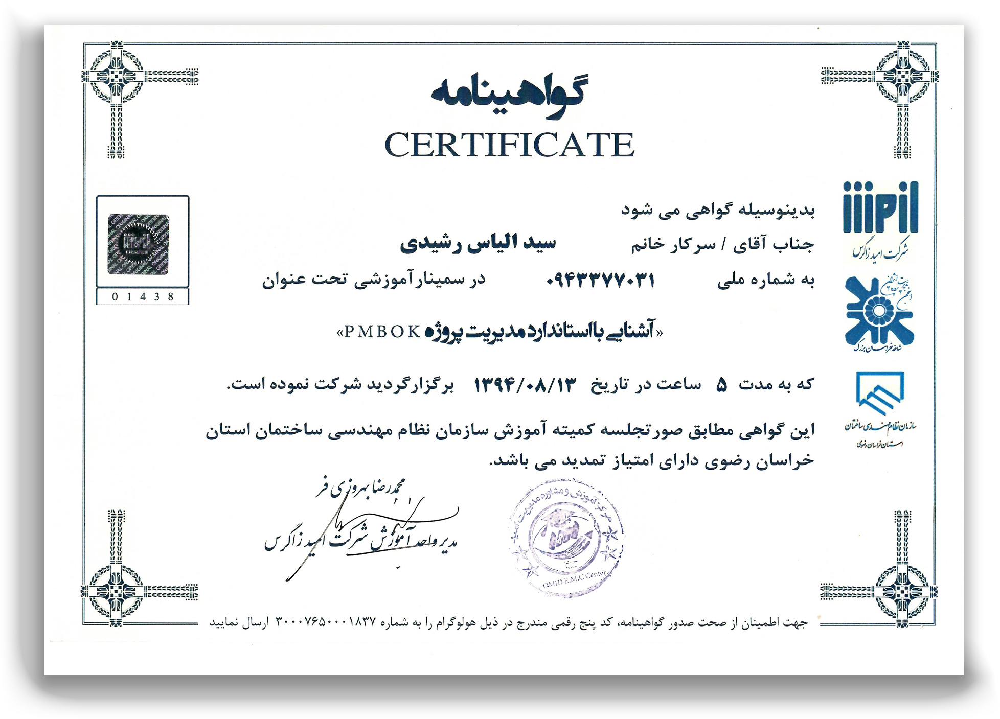 گواهینامه
CERTIFICATE
بدینوسیله گواهی می شود
جناب آقای / سرکار خانم سید الیاس رشیدی
به شماره ملی ۰۹۴۳۳۷۷۰۳۱ در سمینارآموزشی تحت عنوان
«آشنایی بااستانداردمدیریت پروژه PMBOK»
که به مدت ۵ ساعت در تاریخ ۱۳۹۴/۰۸/۱۳ برگزارگردید شرکت نموده است.
این گواهی مطابق صورتجلسه کمیته آموزش سازمان نظام مهندسی ساختمان استان
خراسان رضوی دارای امتیاز تمدید می باشد.
محمدرضا بهروزی فر
مدیر واحد آموزش شرکت امید زاگرس
جهت اطمینان از صحت صدور گواهینامه، کد پنج رقمی مندرج در ذیل هولوگرام را به شماره ۳۰۰۰۷۶۵۰۰۰۱۸۳۷ ارسال نمایید
شرکت امید زاگرس
انجمن مدیریت پروژه ایران
شاخه خراسان بزرگ
سازمان نظام مهندسی ساختمان
استان خراسان رضوی
ORIGINAL
01438
مرکز آموزش و مشاوره مدیریت امید
OMID E.M.C Center